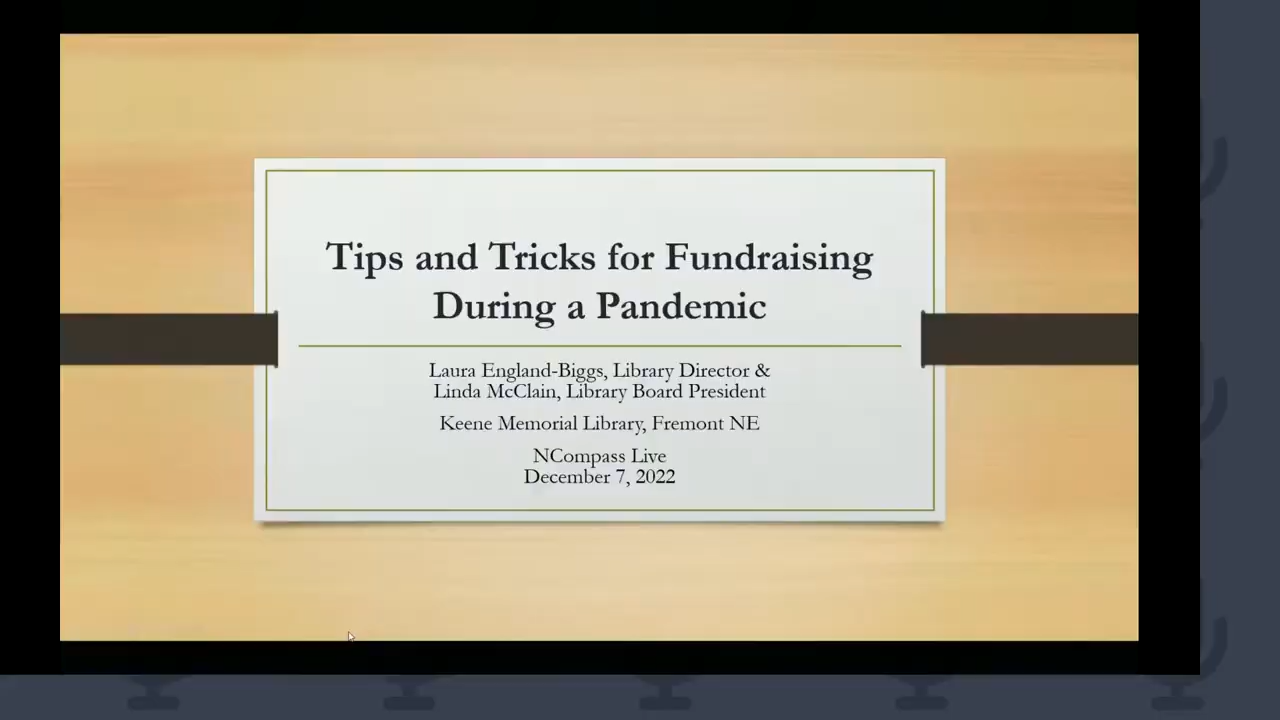 Tips and Tricks for Fundraising
During a Pandemic
Laura England-Biggs, Library Director &
Linda McClain, Library Board President
Keene Memorial Library, Fremont NE
NCompass Live
December 7, 2022